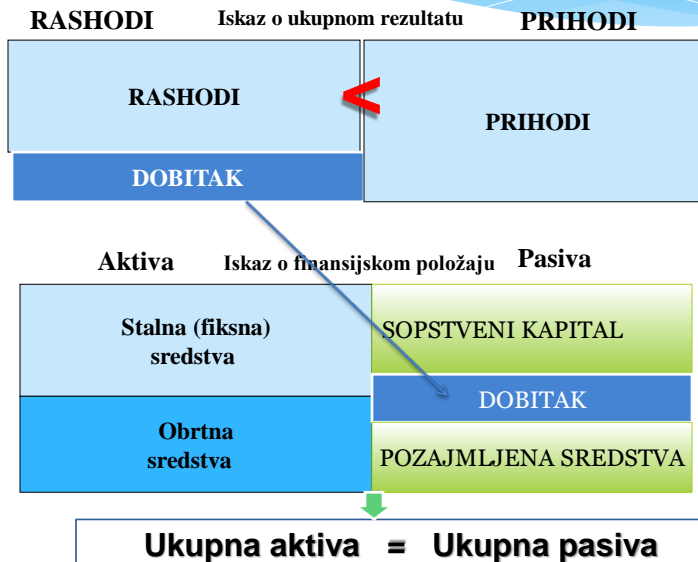 RASHODI
Iskaz o ukupnom rezultatu
PRIHODI
RASHODI
<
PRIHODI
DOBITAK
Aktiva
Iskaz o finansijskom položaju
Pasiva
Stalna (fiksna)
sredstva
SOPSTVENI KAPITAL
DOBITAK
Obrtna
sredstva
POZAJMLJENA SREDSTVA
Ukupna aktiva = Ukupna pasiva